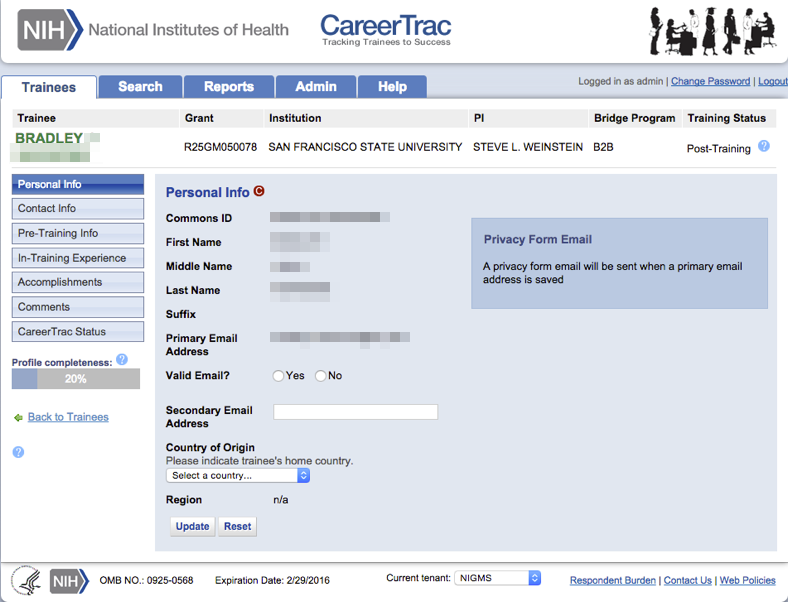 NIH National Institutes of Health
CareerTrac
Tracking Trainees to Success
Trainees Search Reports Admin Help
Logged in as admin | Change Password | Logout
Trainee Grant Institution PI Bridge Program Training Status
BRADLEY
R25GM050078 SAN FRANCISCO STATE UNIVERSITY STEVE L. WEINSTEIN B2B Post-Training ?
Personal Info
Contact Info
Pre-Training Info
In-Training Experience
Accomplishments
Comments
CareerTrac Status
Profile completeness: ?
20%
Back to Trainees
?
Personal Info C
Commons ID
First Name
Middle Name
Last Name
Suffix
Primary Email
Address
Valid Email? Yes No
Secondary Email
Address
Country of Origin
Please indicate trainee's home country.
Select a country...
Region n/a
Update Reset
Privacy Form Email
A privacy form email will be sent when a primary email
address is saved
NIH OMB NO.: 0925-0568 Expiration Date: 2/29/2016 Current tenant: NIGMS Respondent Burden | Contact Us | Web Policies